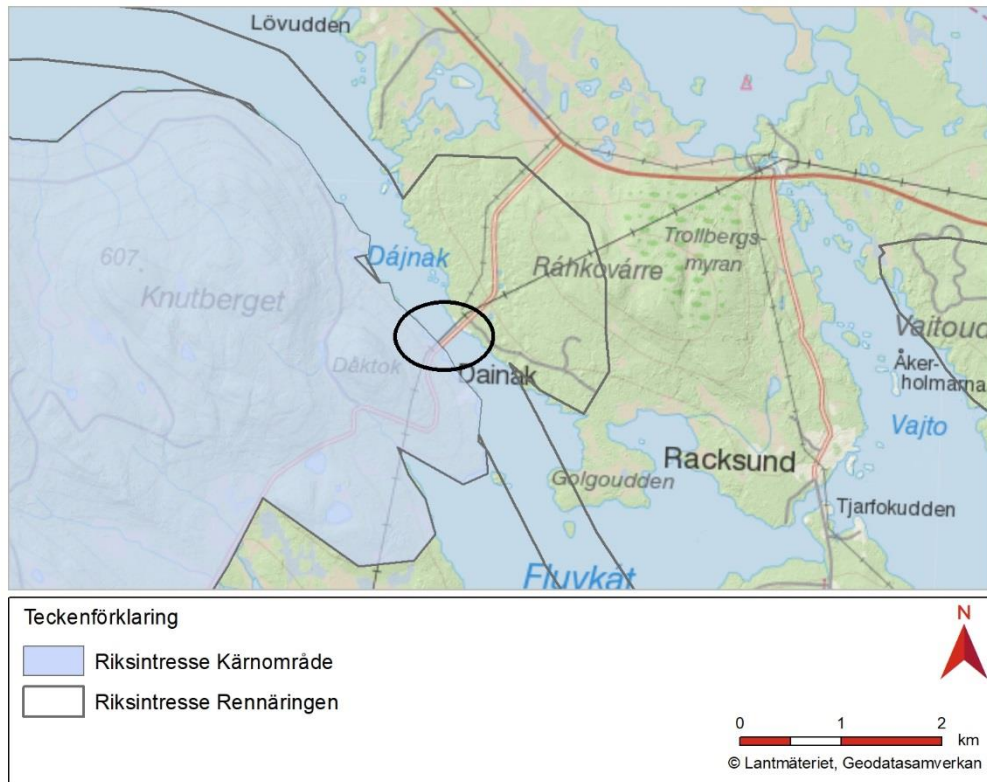 Lövudden
Dájnak
607
Knutberget
Ráhkovárre
Trollbergs-
myran
Vaitoud
Åker-
holmarna
Dåktok
Dainak
Vajto
Racksund
Golgoudden
Tjarfokudden
Fluvkat
Teckenförklaring
Riksintresse Kärnområde
Riksintresse Rennäringen
N
0 1 2
km
© Lantmäteriet, Geodatasamverkan